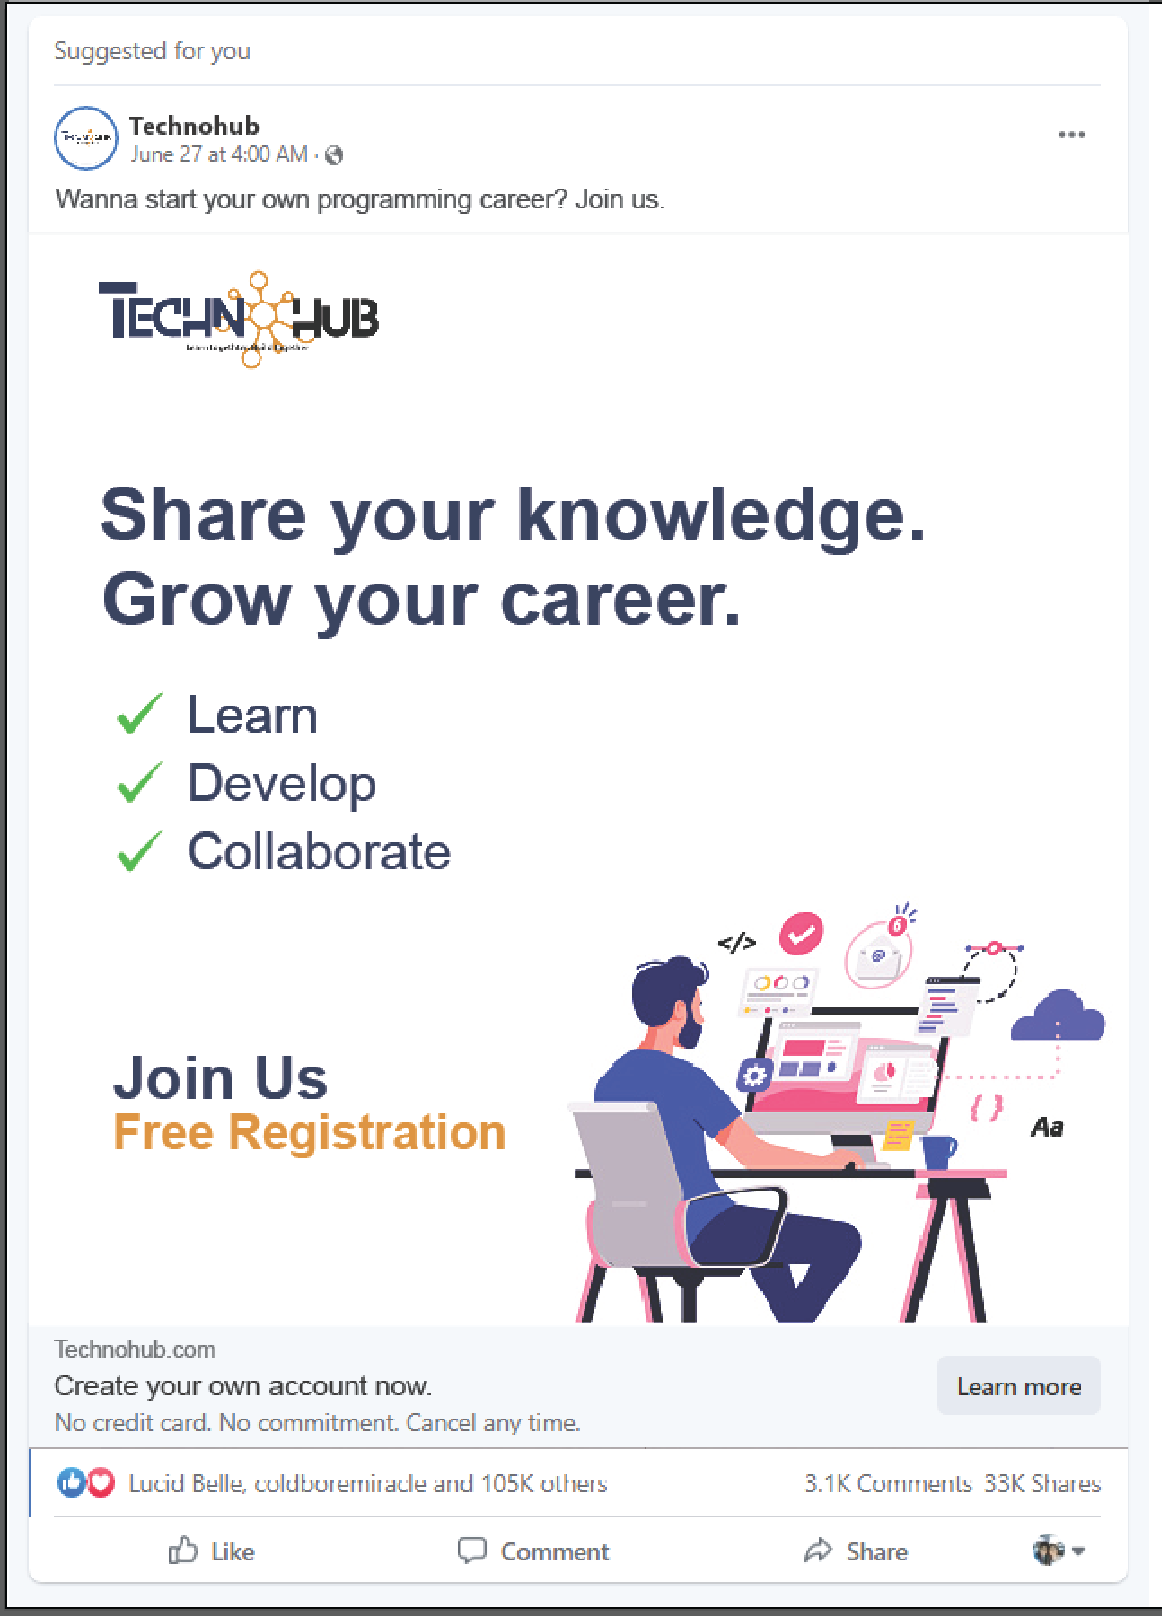 Suggested for you
Technohub
June 27 at 4:00 AM ·
Wanna start your own programming career? Join us.
TECHNOHUB
Share your knowledge.
Grow your career.
Learn
Develop
Collaborate
</>
6
@
{ }
Aa
Join Us
Free Registration
Technohub.com
Create your own account now.
No credit card. No commitment. Cancel any time.
Learn more
Lucid Belle, coldboremiracle and 105K others
3.1K Comments 33K Shares
Like
Comment
Share